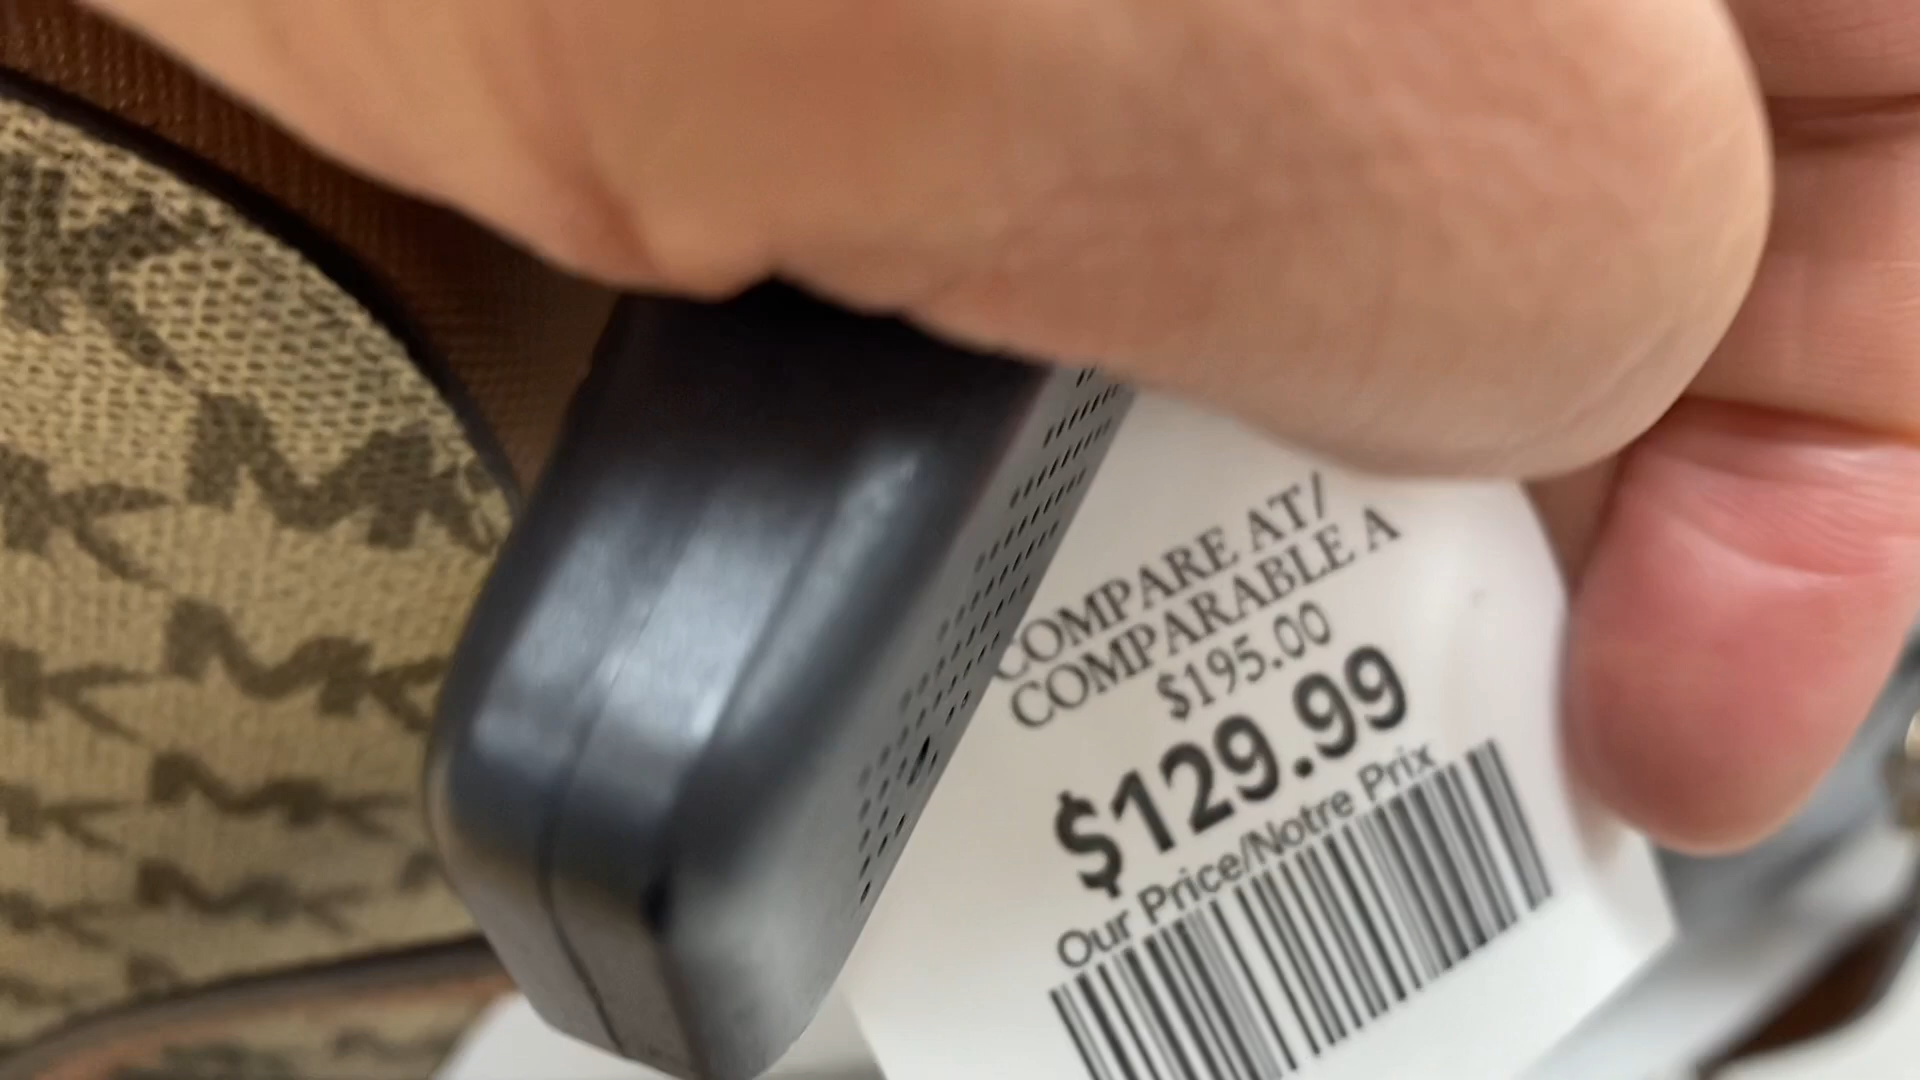 COMPARE AT/
COMPARABLE A
$195.00
$129.99
Our Price/Notre Prix